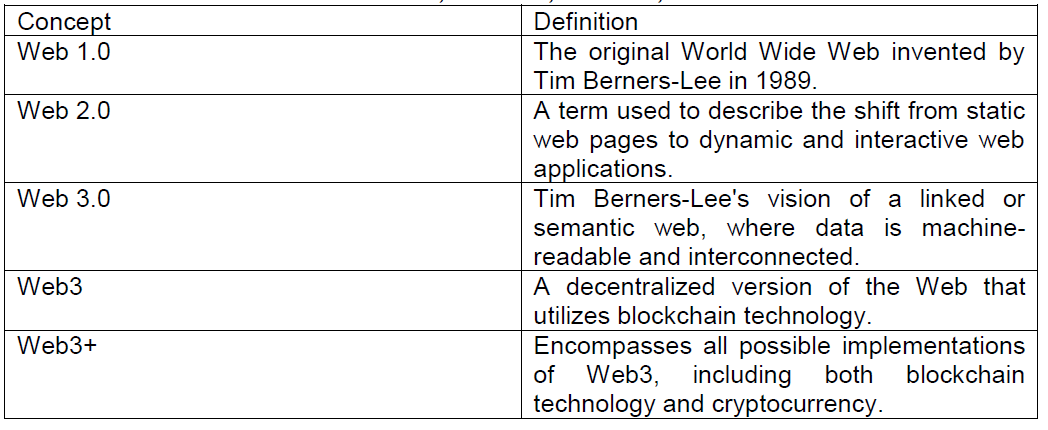 Concept Definition
Web 1.0 The original World Wide Web invented by
Tim Berners-Lee in 1989.
Web 2.0 A term used to describe the shift from static
web pages to dynamic and interactive web
applications.
Web 3.0 Tim Berners-Lee's vision of a linked or
semantic web, where data is machine-
readable and interconnected.
Web3 A decentralized version of the Web that
utilizes blockchain technology.
Web3+ Encompasses all possible implementations
of Web3, including both blockchain
technology and cryptocurrency.